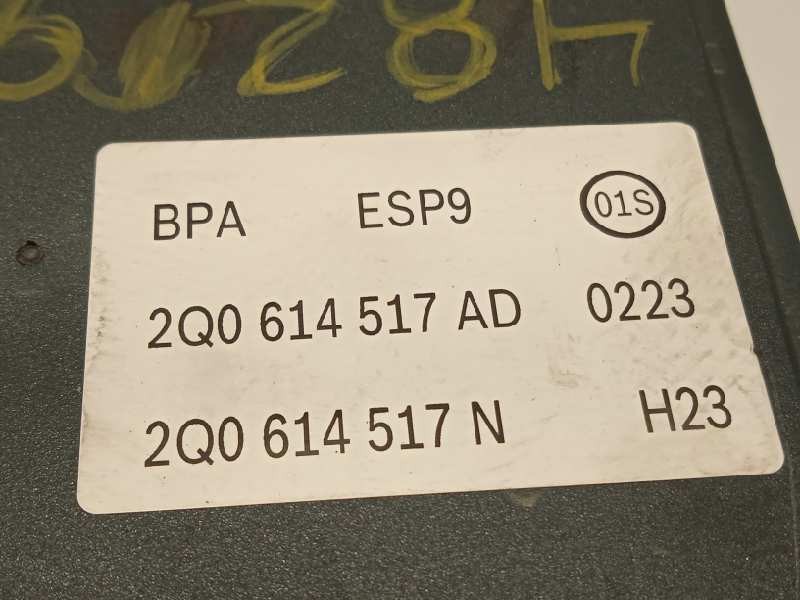 BPA ESP9 01S
2Q0 614 517 AD 0223
2Q0 614 517 N H23